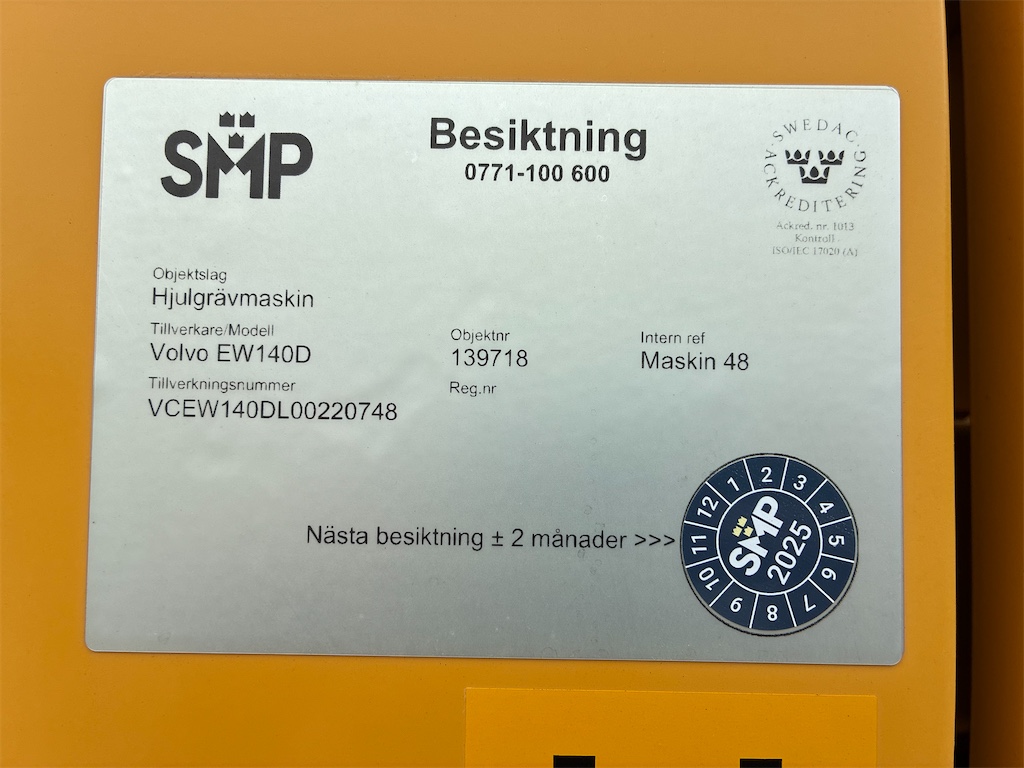 SMP
Besiktning
0771-100 600
SWEDAC ACKREDITERING
Ackred. nr. 1013
Kontroll
ISO/IEC 17020 (A)
Objektslag
Hjulgrävmaskin
Tillverkare/Modell
Volvo EW140D
Objektnr
139718
Intern ref
Maskin 48
Tillverkningsnummer
VCEW140DL00220748
Reg.nr
Nästa besiktning ± 2 månader >>>
1 2 3 4 5 6 7 8 9 10 11 12
SMP
2025